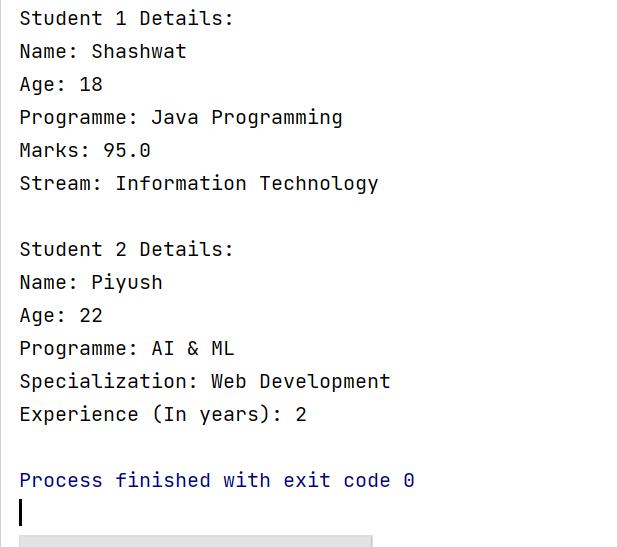 Student 1 Details:
Name: Shashwat
Age: 18
Programme: Java Programming
Marks: 95.0
Stream: Information Technology
Student 2 Details:
Name: Piyush
Age: 22
Programme: AI & ML
Specialization: Web Development
Experience (In years): 2
Process finished with exit code 0